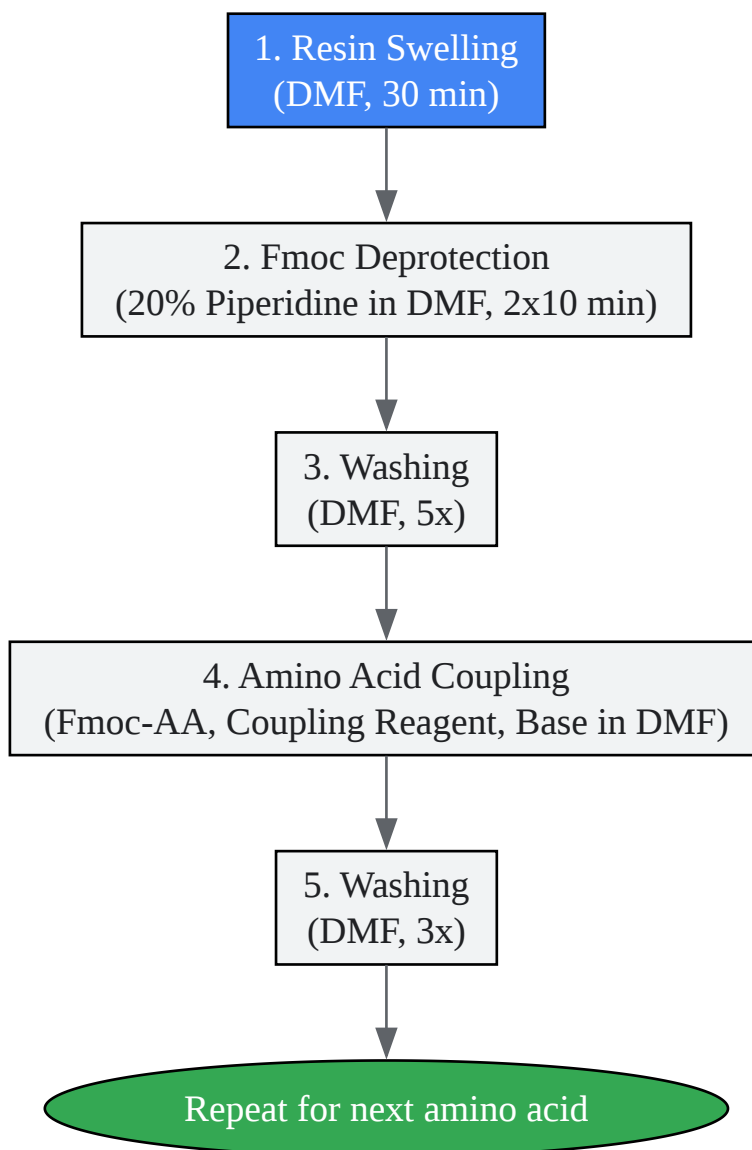 1. Resin Swelling
(DMF, 30 min)
2. Fmoc Deprotection
(20% Piperidine in DMF, 2x10 min)
3. Washing
(DMF, 5x)
4. Amino Acid Coupling
(Fmoc-AA, Coupling Reagent, Base in DMF)
5. Washing
(DMF, 3x)
Repeat for next amino acid